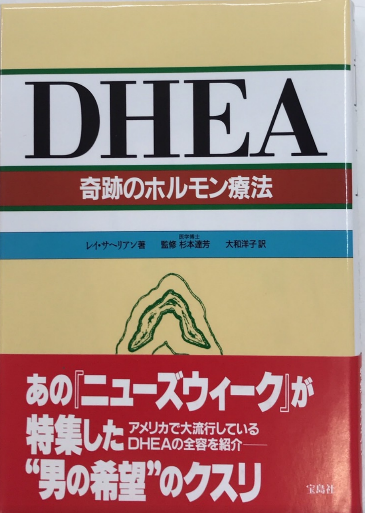 DHEA
奇跡のホルモン療法
医学博士
レイ・サヘリアン著 監修 杉本達芳 大和洋子 訳
あの『ニューズウィーク』が
特集した アメリカで大流行している
DHEAの全容を紹介──
“男の希望”のクスリ
宝島社